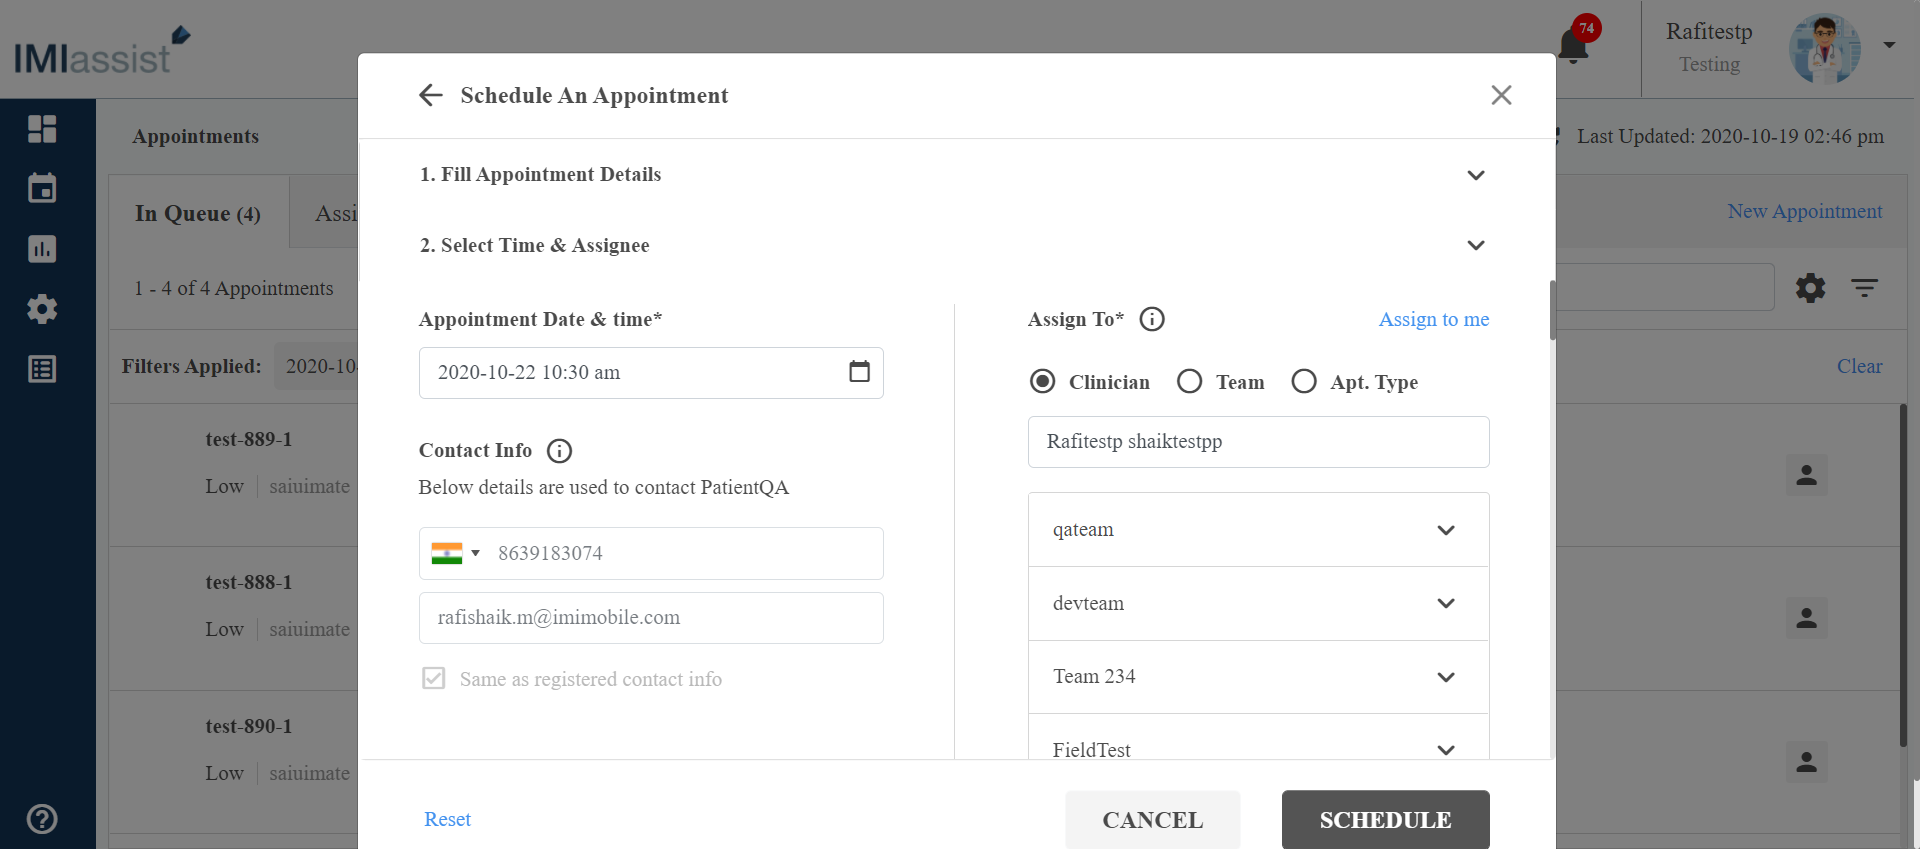 IMIassist
74
Rafitestp
Testing
Schedule An Appointment
Appointments
Last Updated: 2020-10-19 02:46 pm
1. Fill Appointment Details
In Queue (4)
New Appointment
2. Select Time & Assignee
1 - 4 of 4 Appointments
Appointment Date & time*
Assign To*
Assign to me
Filters Applied:
2020-10-22 10:30 am
Clear
Clinician
Team
Apt. Type
test-889-1
Rafitestp shaiktestpp
Contact Info
Low
saiuimate
Below details are used to contact PatientQA
qateam
8639183074
test-888-1
devteam
rafishaik.m@imimobile.com
Low
saiuimate
Same as registered contact info
Team 234
test-890-1
FieldTest
Low
saiuimate
Reset
CANCEL
SCHEDULE